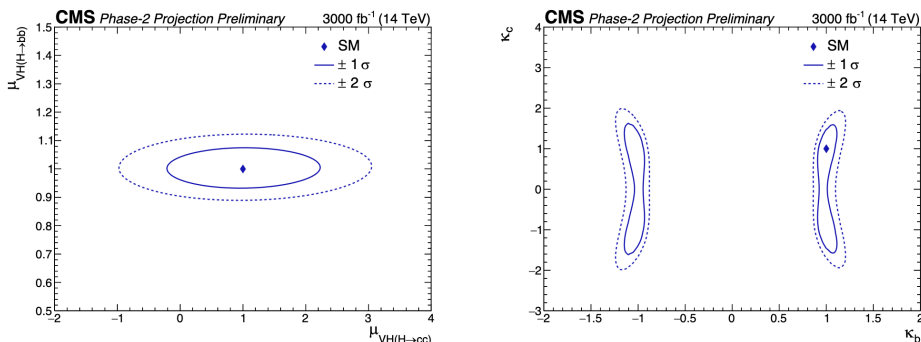 CMS Phase-2 Projection Preliminary 3000 fb⁻¹ (14 TeV)
μVH(H→bb)
1.5
1.4
1.3
1.2
1.1
1
0.9
0.8
0.7
0.6
0.5
SM
± 1 σ
± 2 σ
−2 −1 0 1 2 3 4
μVH(H→cc)
CMS Phase-2 Projection Preliminary 3000 fb⁻¹ (14 TeV)
κc
4
3
2
1
0
−1
−2
−3
SM
± 1 σ
± 2 σ
−2 −1.5 −1 −0.5 0 0.5 1 1.5 2
κb